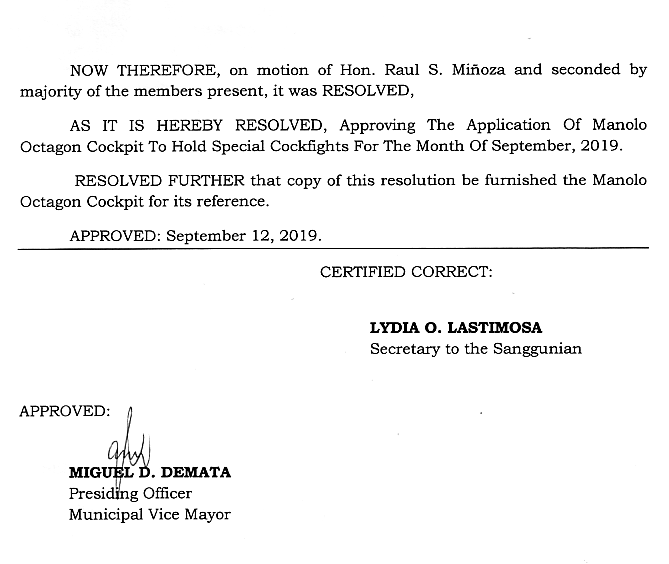 NOW THEREFORE, on motion of Hon. Raul S. Miñoza and seconded by
majority of the members present, it was RESOLVED,
AS IT IS HEREBY RESOLVED, Approving The Application Of Manolo
Octagon Cockpit To Hold Special Cockfights For The Month Of September, 2019.
RESOLVED FURTHER that copy of this resolution be furnished the Manolo
Octagon Cockpit for its reference.
APPROVED: September 12, 2019.
CERTIFIED CORRECT:
LYDIA O. LASTIMOSA
Secretary to the Sanggunian
APPROVED:
MIGUEL D. DEMATA
Presiding Officer
Municipal Vice Mayor